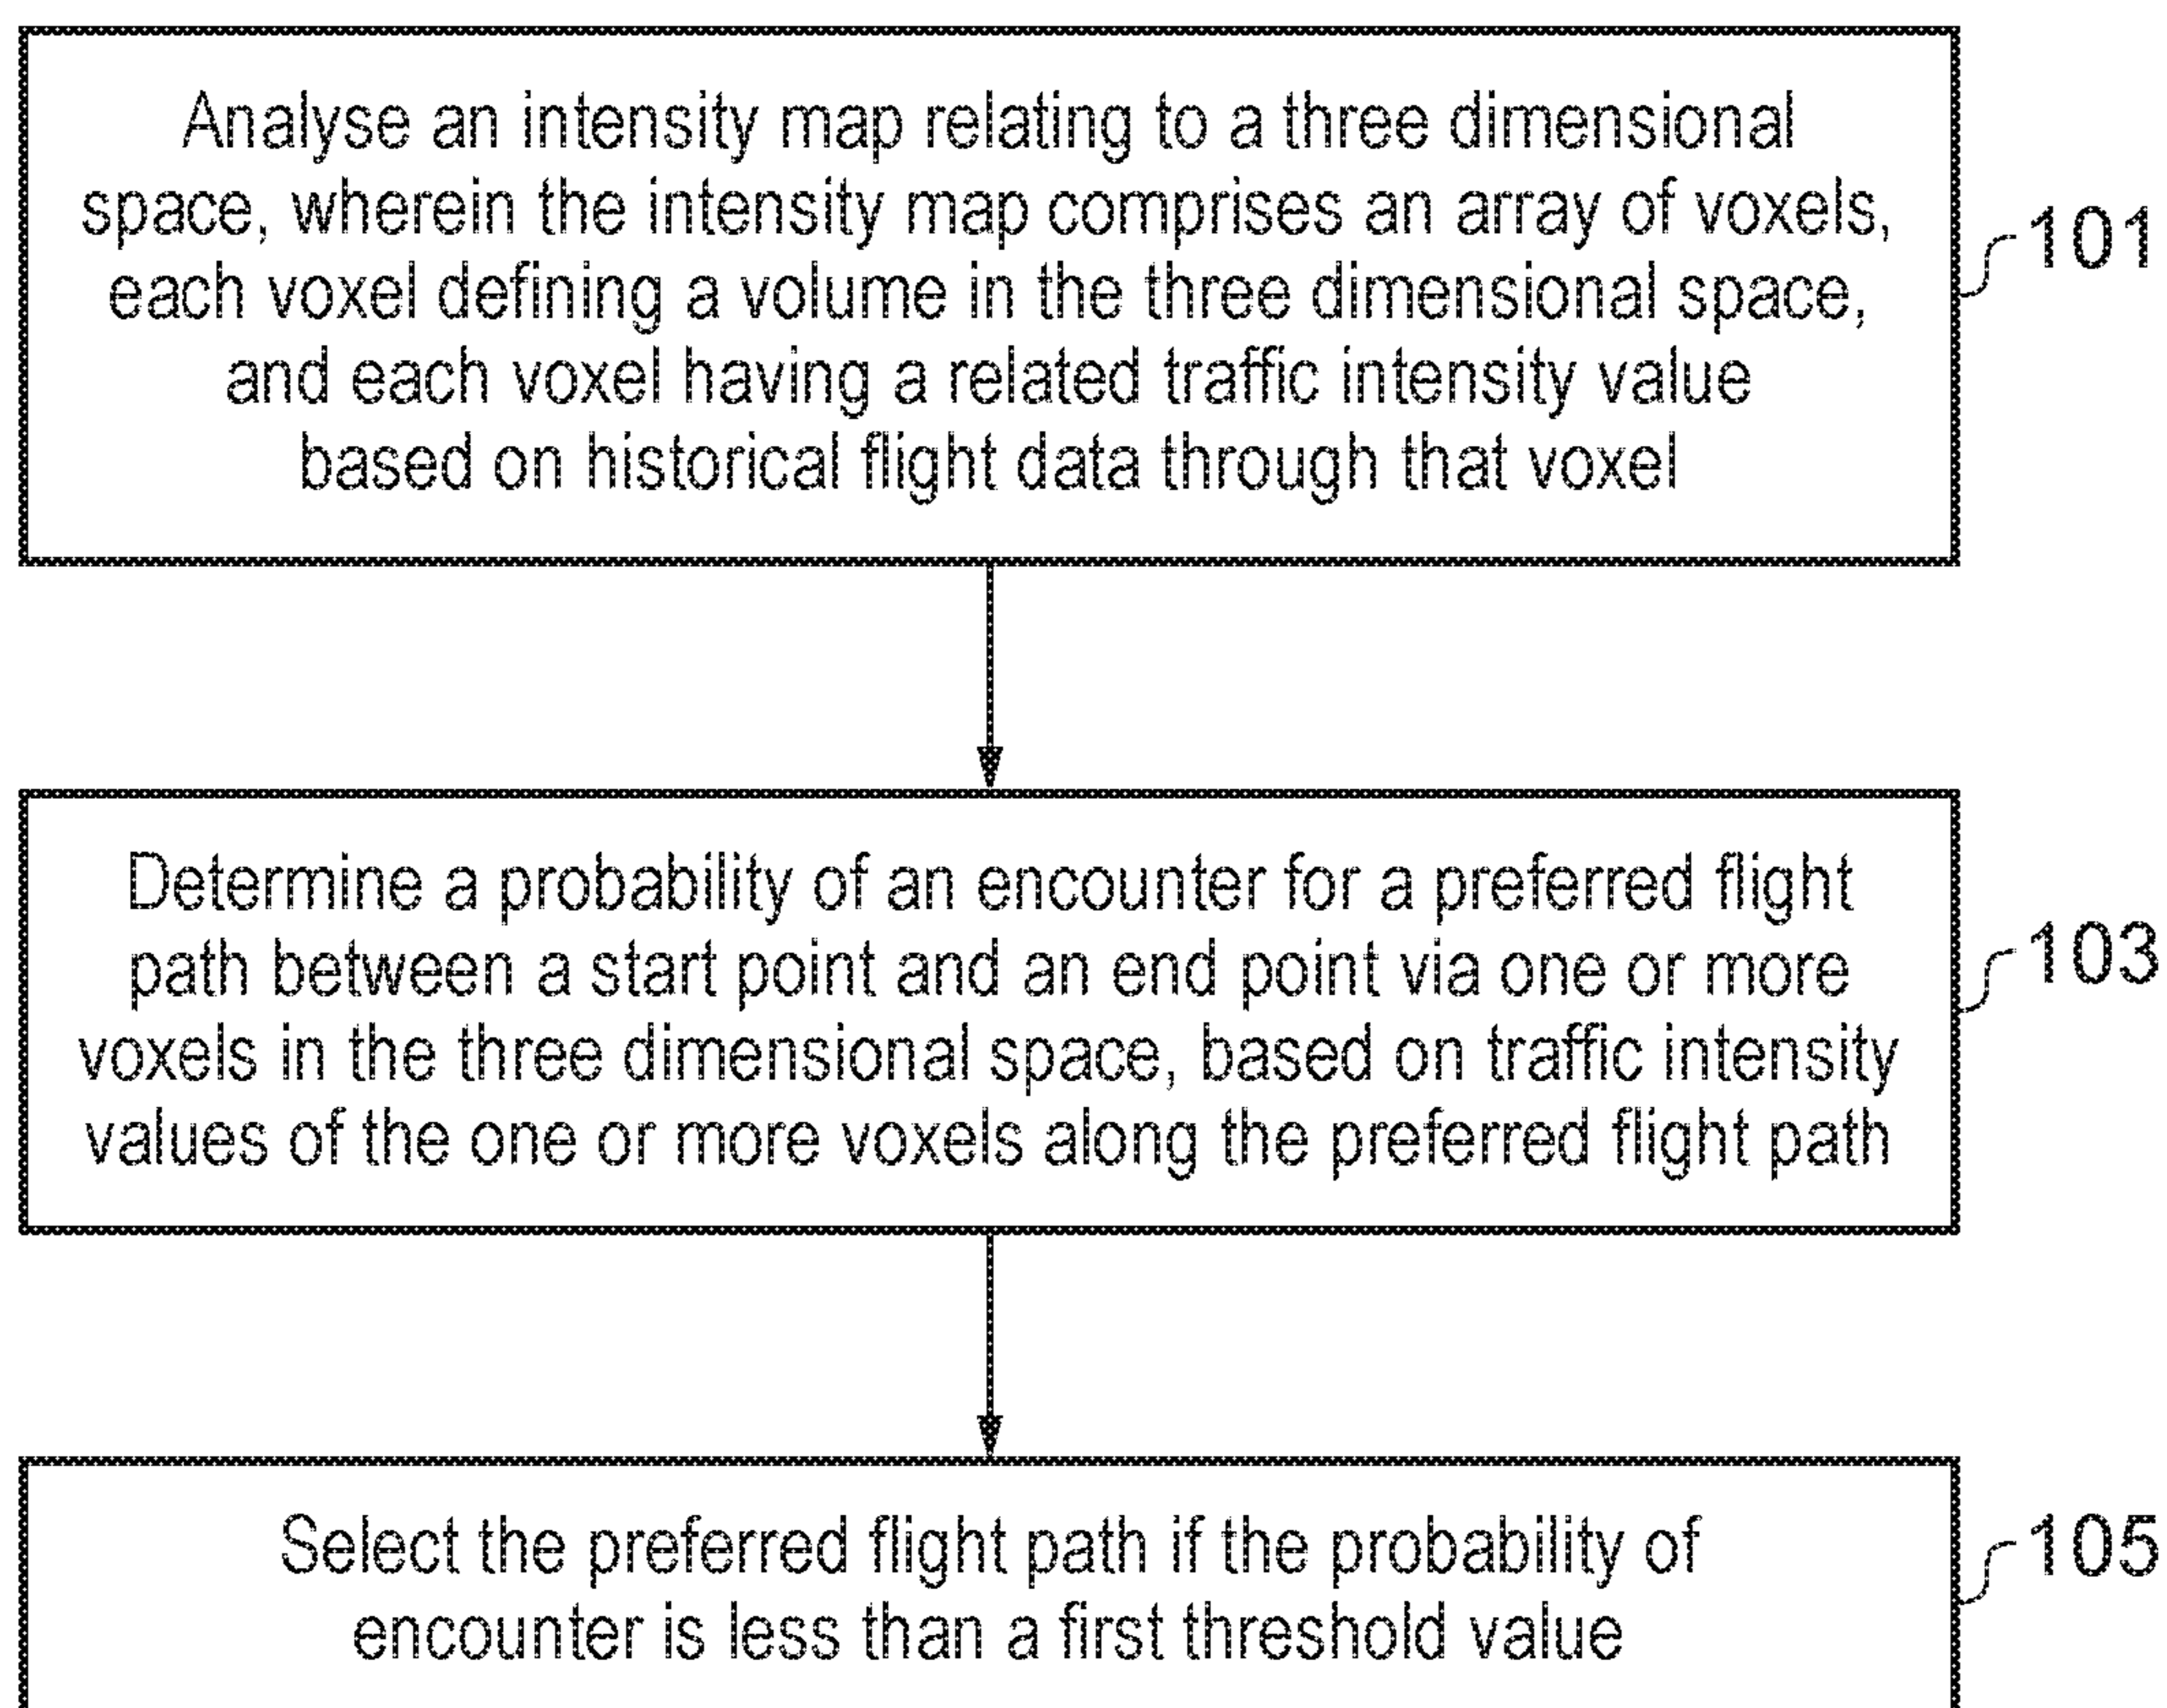 Analyse an intensity map relating to a three dimensional
space, wherein the intensity map comprises an array of voxels,
each voxel defining a volume in the three dimensional space,
and each voxel having a related traffic intensity value
based on historical flight data through that voxel
101
Determine a probability of an encounter for a preferred flight
path between a start point and an end point via one or more
voxels in the three dimensional space, based on traffic intensity
values of the one or more voxels along the preferred flight path
103
Select the preferred flight path if the probability of
encounter is less than a first threshold value
105